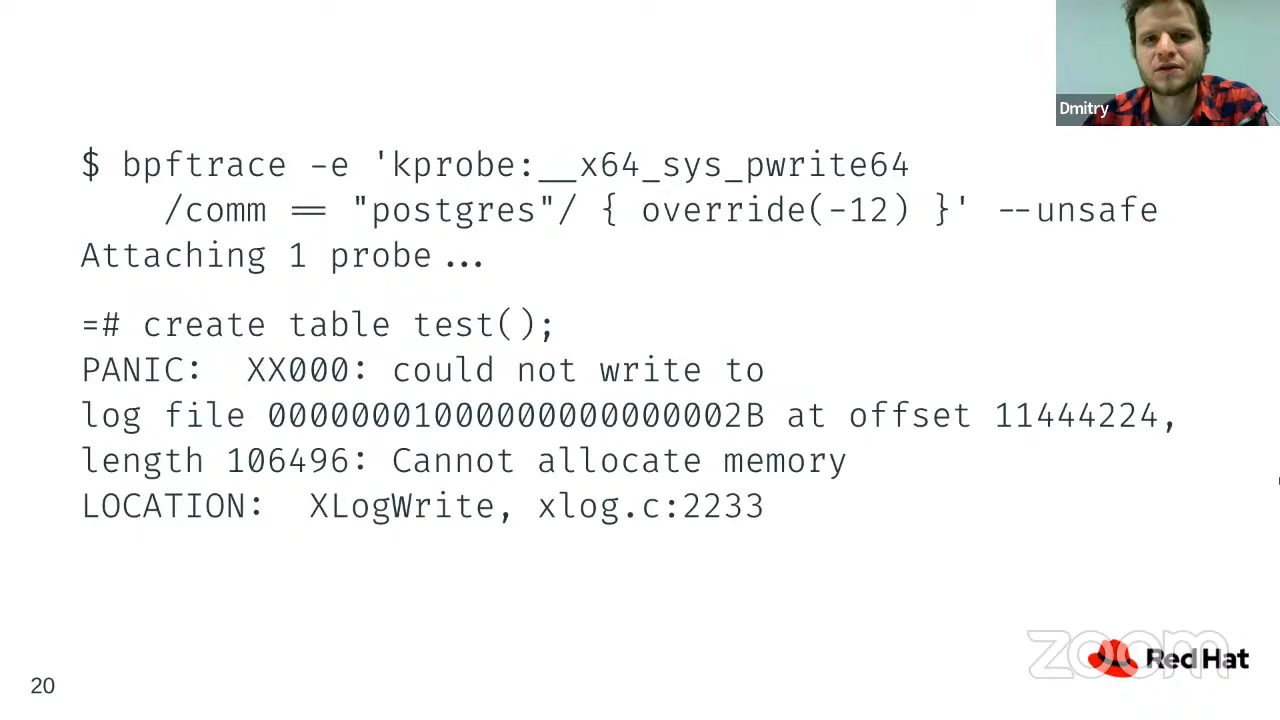 Dmitry
$ bpftrace -e 'kprobe:__x64_sys_pwrite64
/comm == "postgres"/ { override(-12) }' --unsafe
Attaching 1 probe...
=# create table test();
PANIC:  XX000: could not write to
log file 00000001000000000000002B at offset 11444224,
length 106496: Cannot allocate memory
LOCATION:  XLogWrite, xlog.c:2233
zoom
Red Hat
20